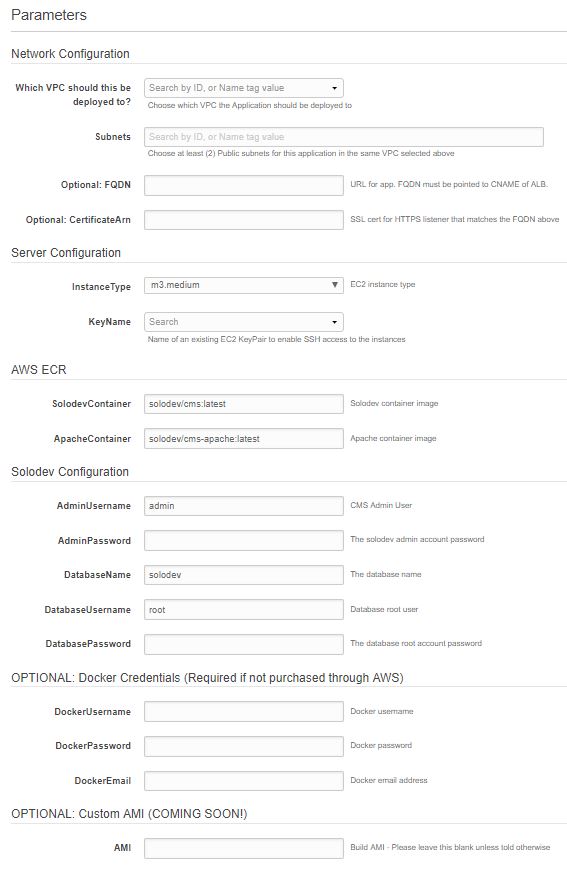 Parameters
Network Configuration
Which VPC should this be
deployed to?
Search by ID, or Name tag value
Choose which VPC the Application should be deployed to
Subnets
Search by ID, or Name tag value
Choose at least (2) Public subnets for this application in the same VPC selected above
Optional: FQDN
URL for app. FQDN must be pointed to CNAME of ALB.
Optional: CertificateArn
SSL cert for HTTPS listener that matches the FQDN above
Server Configuration
InstanceType
m3.medium
EC2 instance type
KeyName
Search
Name of an existing EC2 KeyPair to enable SSH access to the instances
AWS ECR
SolodevContainer
solodev/cms:latest
Solodev container image
ApacheContainer
solodev/cms-apache:latest
Apache container image
Solodev Configuration
AdminUsername
admin
CMS Admin User
AdminPassword
The solodev admin account password
DatabaseName
solodev
The database name
DatabaseUsername
root
Database root user
DatabasePassword
The database root account password
OPTIONAL: Docker Credentials (Required if not purchased through AWS)
DockerUsername
Docker username
DockerPassword
Docker password
DockerEmail
Docker email address
OPTIONAL: Custom AMI (COMING SOON!)
AMI
Build AMI - Please leave this blank unless told otherwise